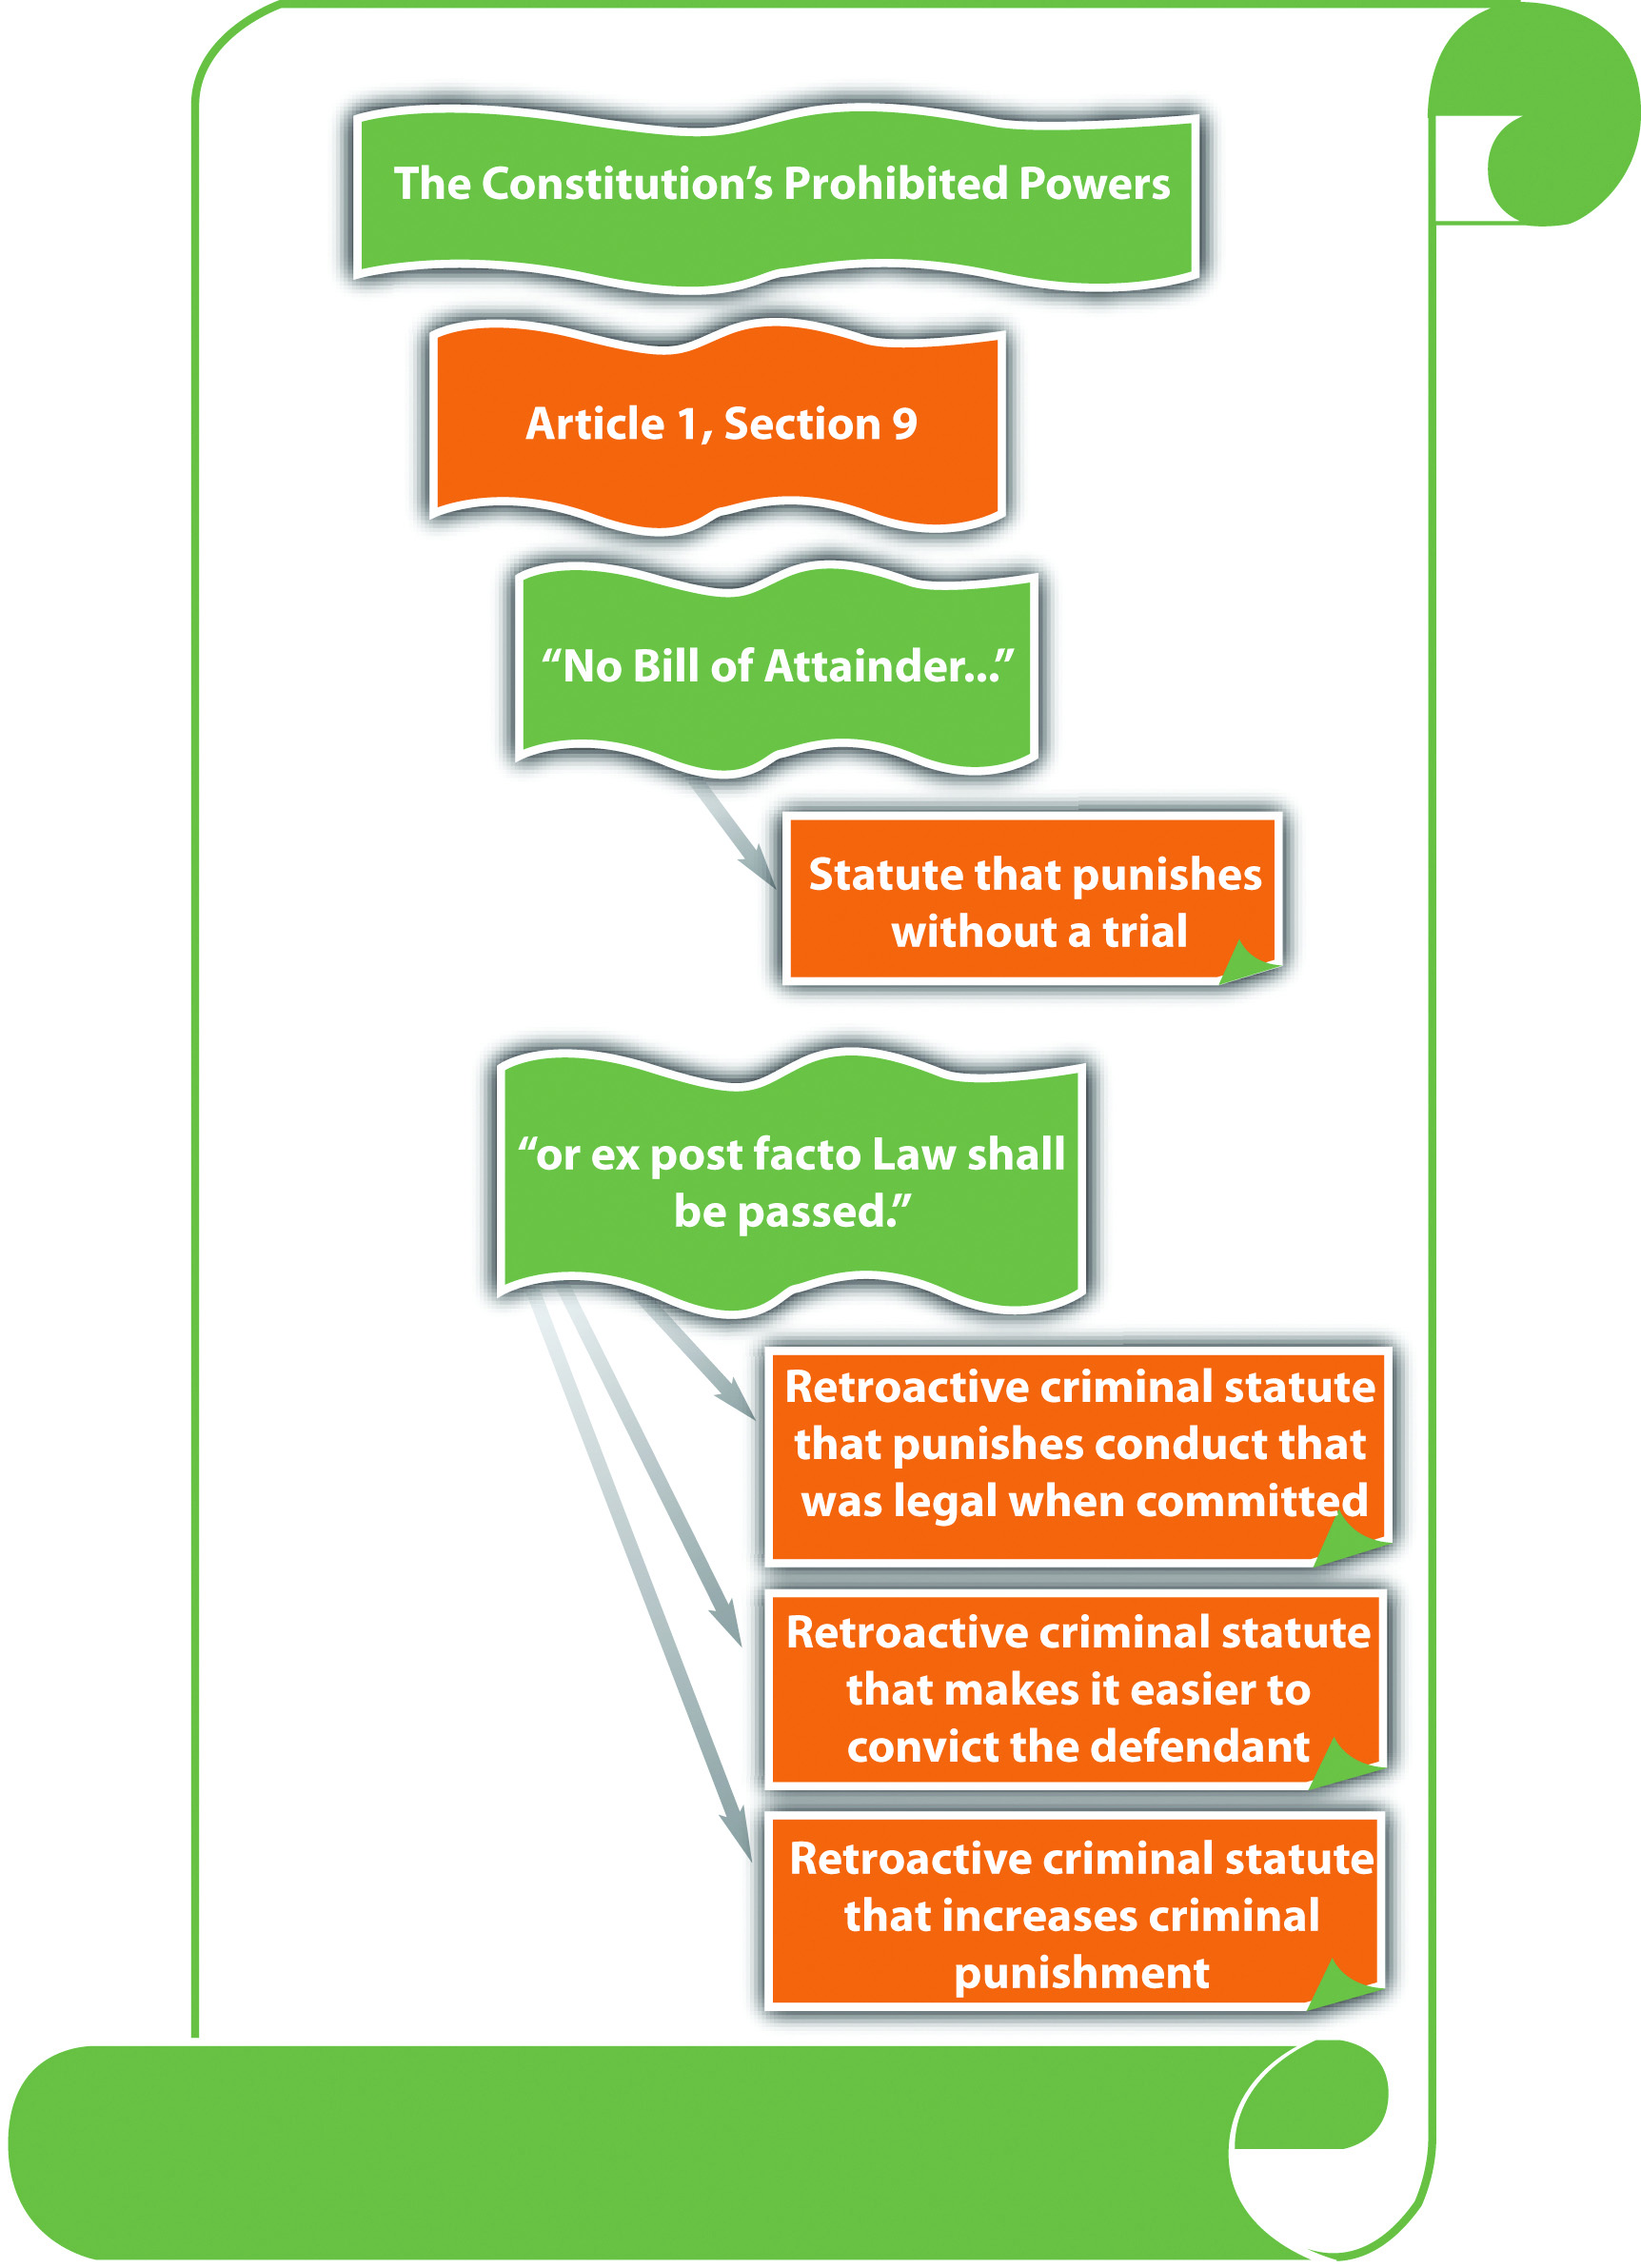 The Constitution’s Prohibited Powers
Article 1, Section 9
“No Bill of Attainder...”
Statute that punishes
without a trial
“or ex post facto Law shall
be passed.”
Retroactive criminal statute
that punishes conduct that
was legal when committed
Retroactive criminal statute
that makes it easier to
convict the defendant
Retroactive criminal statute
that increases criminal
punishment